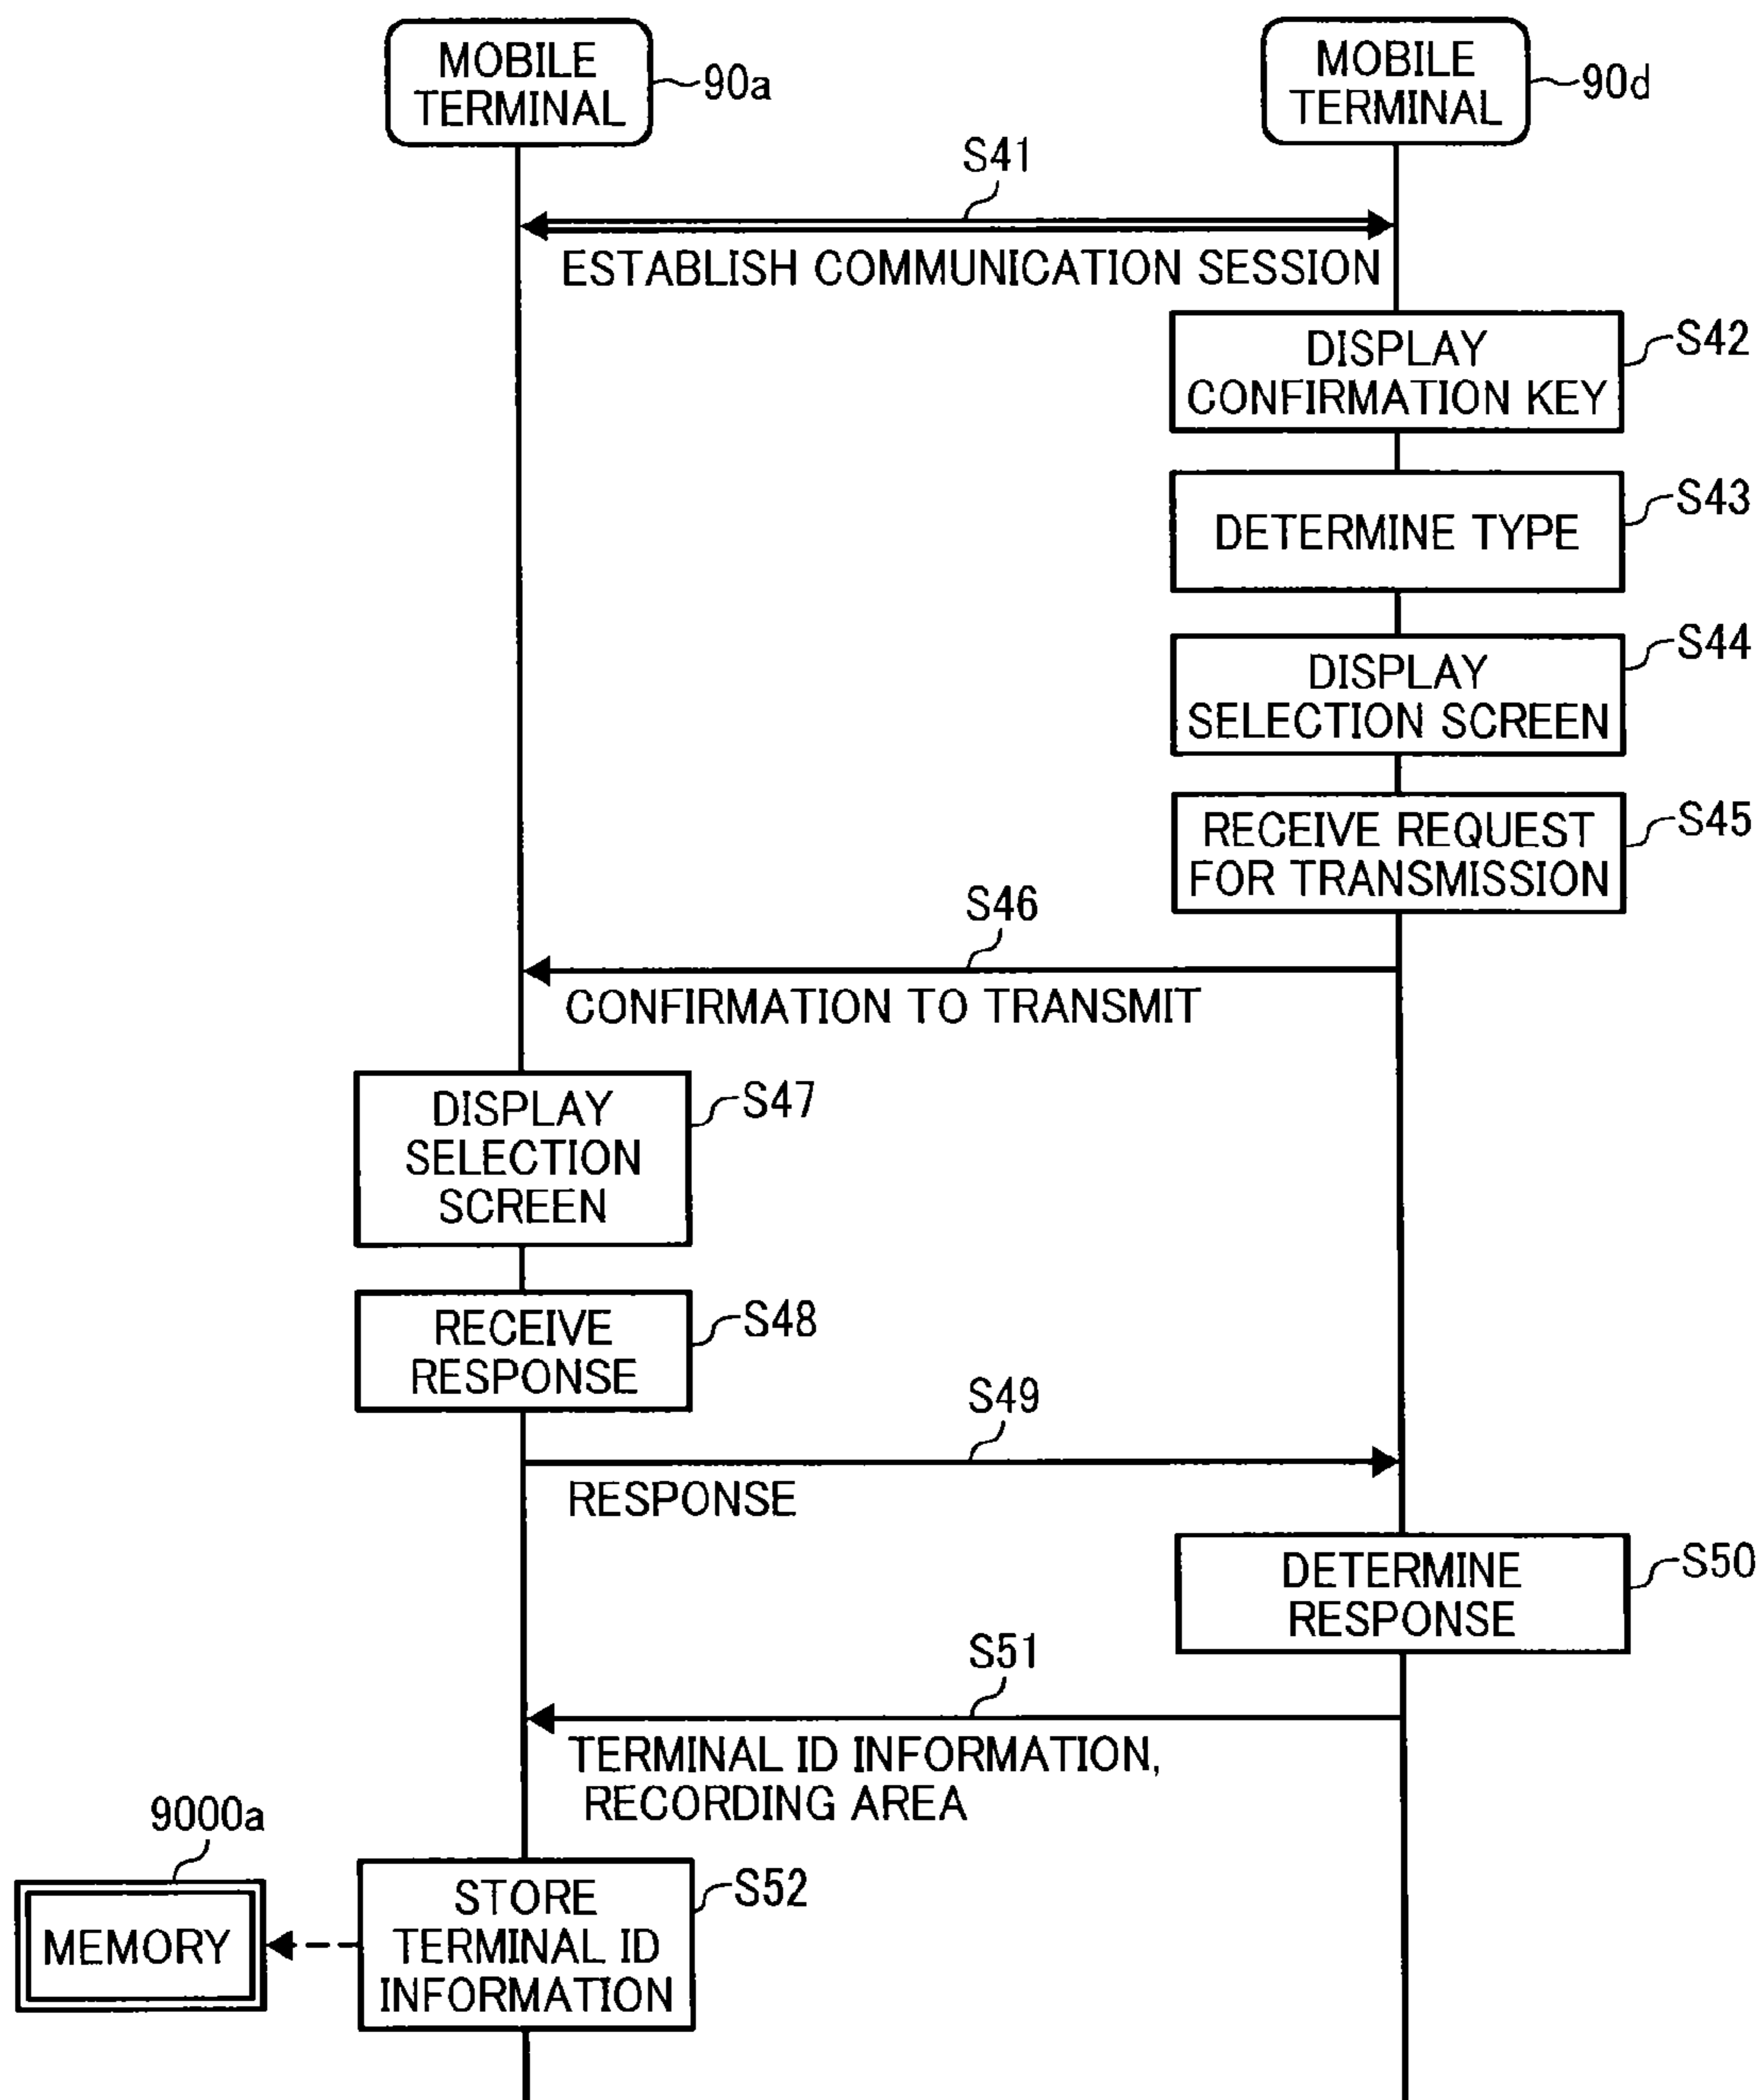 MOBILE
TERMINAL
90a
MOBILE
TERMINAL
90d
S41
ESTABLISH COMMUNICATION SESSION
DISPLAY
CONFIRMATION KEY
S42
DETERMINE TYPE
S43
DISPLAY
SELECTION SCREEN
S44
RECEIVE REQUEST
FOR TRANSMISSION
S45
S46
CONFIRMATION TO TRANSMIT
DISPLAY
SELECTION
SCREEN
S47
RECEIVE
RESPONSE
S48
S49
RESPONSE
DETERMINE
RESPONSE
S50
S51
TERMINAL ID INFORMATION,
RECORDING AREA
9000a
MEMORY
STORE
TERMINAL ID
INFORMATION
S52